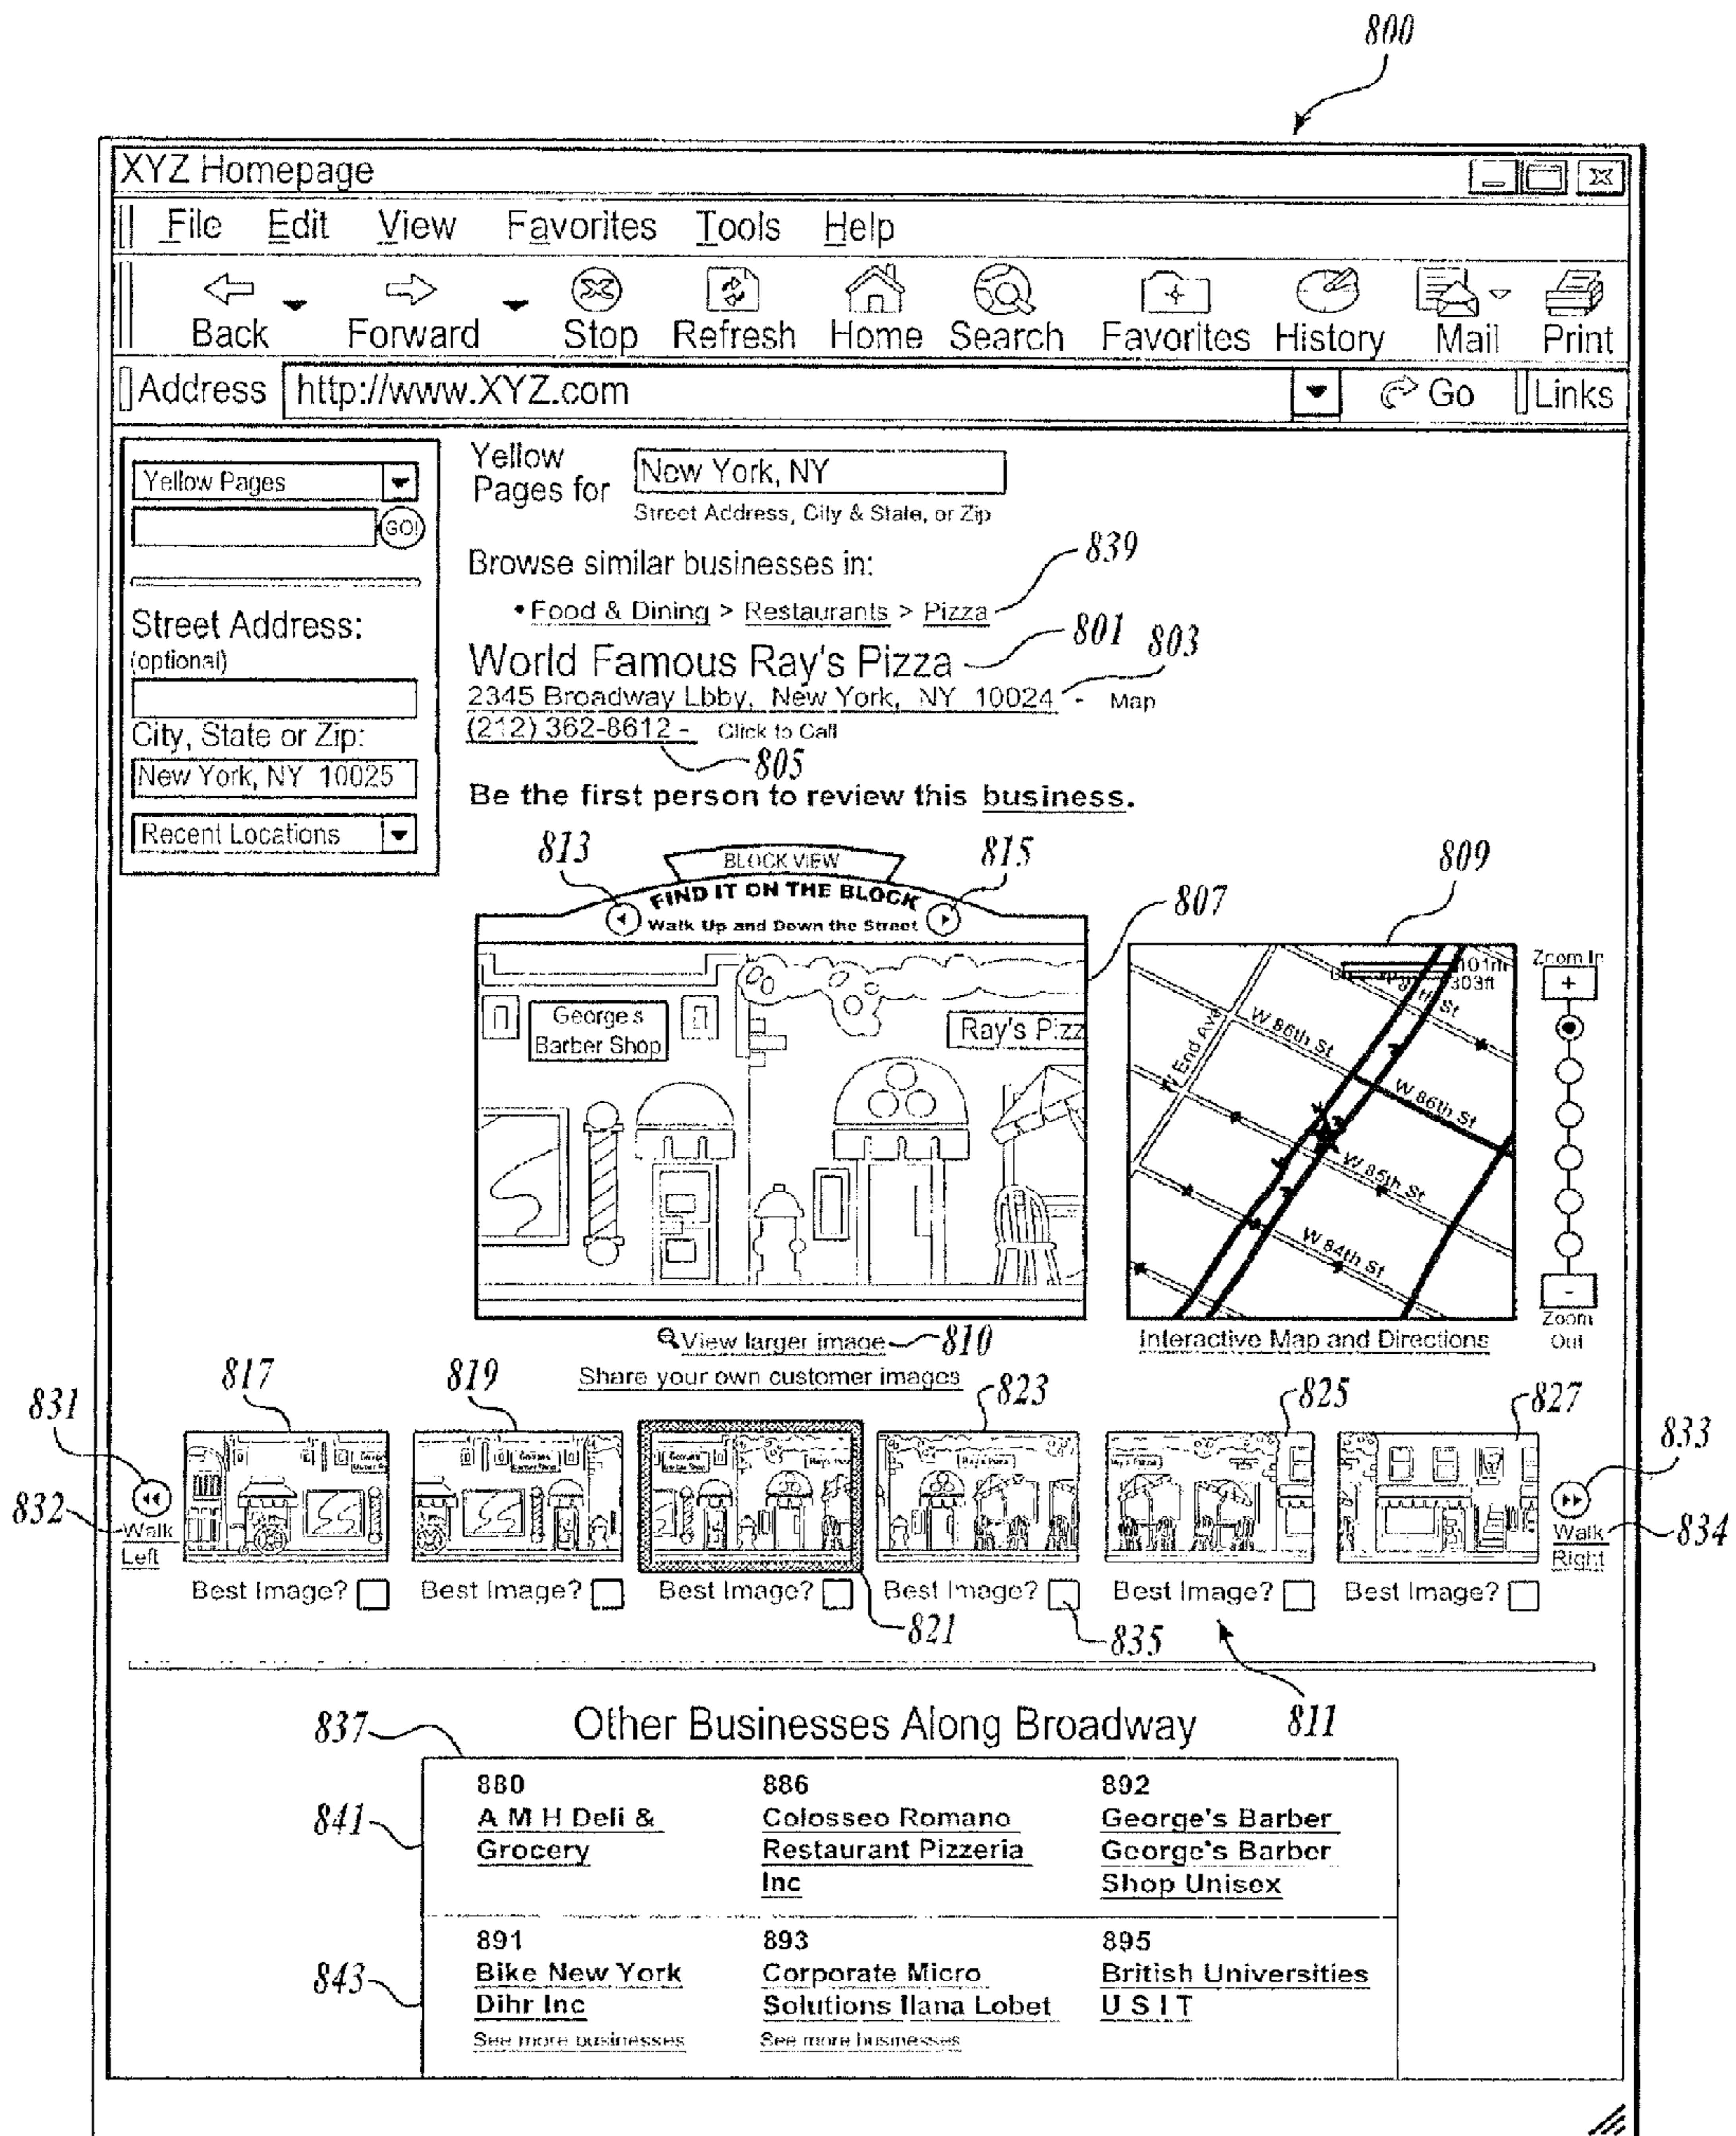 800
XYZ Homepage
File Edit View Favorites Tools Help
Back Forward Stop Refresh Home Search Favorites History Mail Print
Address http://www.XYZ.com Go Links
Yellow Pages
GO!
Street Address:
(optional)
City, State or Zip:
New York, NY 10025
Recent Locations
Yellow
Pages for
New York, NY
Street Address, City & State, or Zip
Browse similar businesses in:
839
• Food & Dining > Restaurants > Pizza
801
803
World Famous Ray's Pizza
2345 Broadway Lbby, New York, NY 10024 - Map
(212) 362-8612 - Click to Call
805
Be the first person to review this business.
813
BLOCK VIEW
815
FIND IT ON THE BLOCK
Walk Up and Down the Street
807
809
George's
Barber Shop
Ray's Pizz
Zoom In
+
101m
303ft
St
W 86th St
End Ave
W 86th St
W 85th St
W 84th St
-
Zoom
Out
View larger image
810
Interactive Map and Directions
Share your own customer images
817
819
823
825
827
831
833
832
Walk
Left
Walk
Right
834
Best Image? Best Image? Best Image? Best Image? Best Image? Best Image?
821
835
811
Other Businesses Along Broadway
837
841
880
A M H Deli &
Grocery
886
Colosseo Romano
Restaurant Pizzeria
Inc
892
George's Barber
George's Barber
Shop Unisex
843
891
Bike New York
Dihr Inc
See more businesses
893
Corporate Micro
Solutions Ilana Lobet
See more businesses
895
British Universities
U S I T